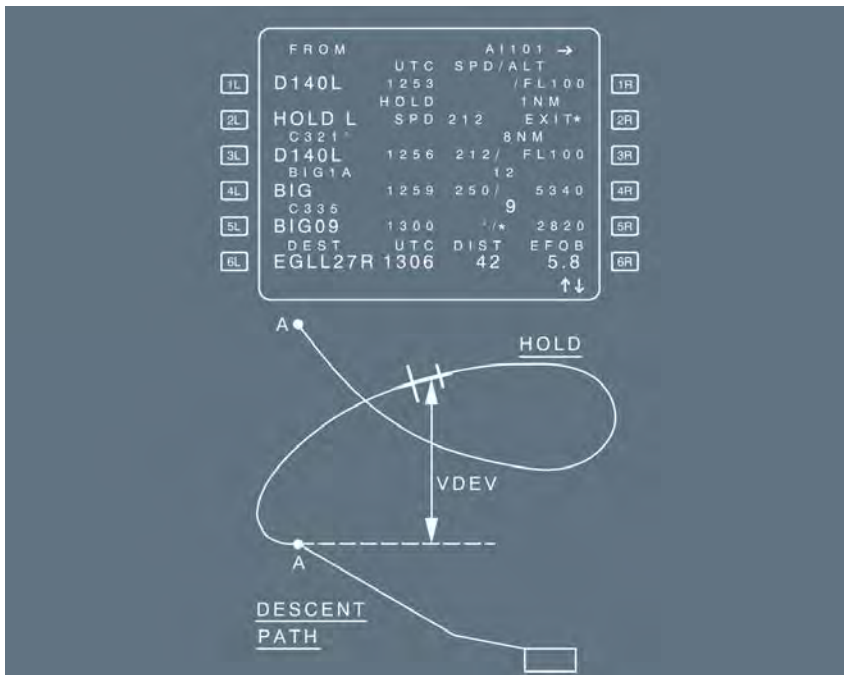 FROM AI101 →
UTC SPD/ALT
1L D140L 1253 /FL100 1R
HOLD 1NM
2L HOLD L SPD 212 EXIT* 2R
C321° 8NM
3L D140L 1256 212/ FL100 3R
BIG1A 12
4L BIG 1259 250/ 5340 4R
C335 9
5L BIG09 1300 /* 2820 5R
DEST UTC DIST EFOB
6L EGLL27R 1306 42 5.8 6R
↑↓
A
HOLD
VDEV
A
DESCENT
PATH